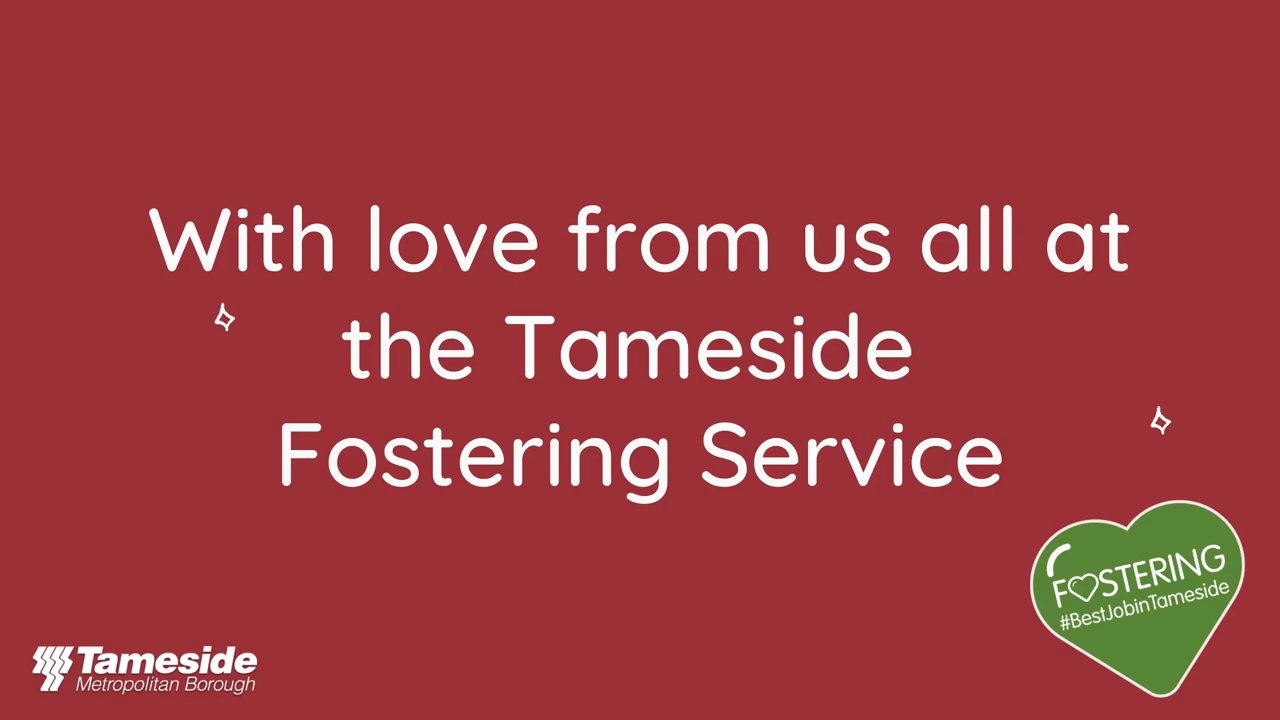 With love from us all at
the Tameside
Fostering Service
FOSTERING
#BestJobinTameside
Tameside
Metropolitan Borough